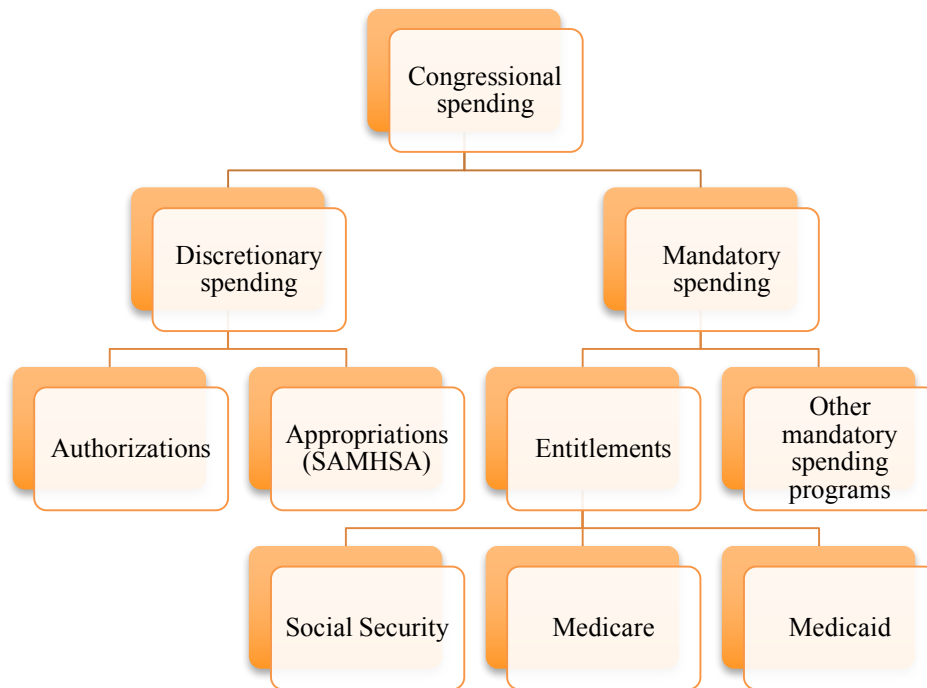 Congressional
spending
Discretionary
spending
Mandatory
spending
Authorizations
Appropriations
(SAMHSA)
Entitlements
Other
mandatory
spending
programs
Social Security
Medicare
Medicaid